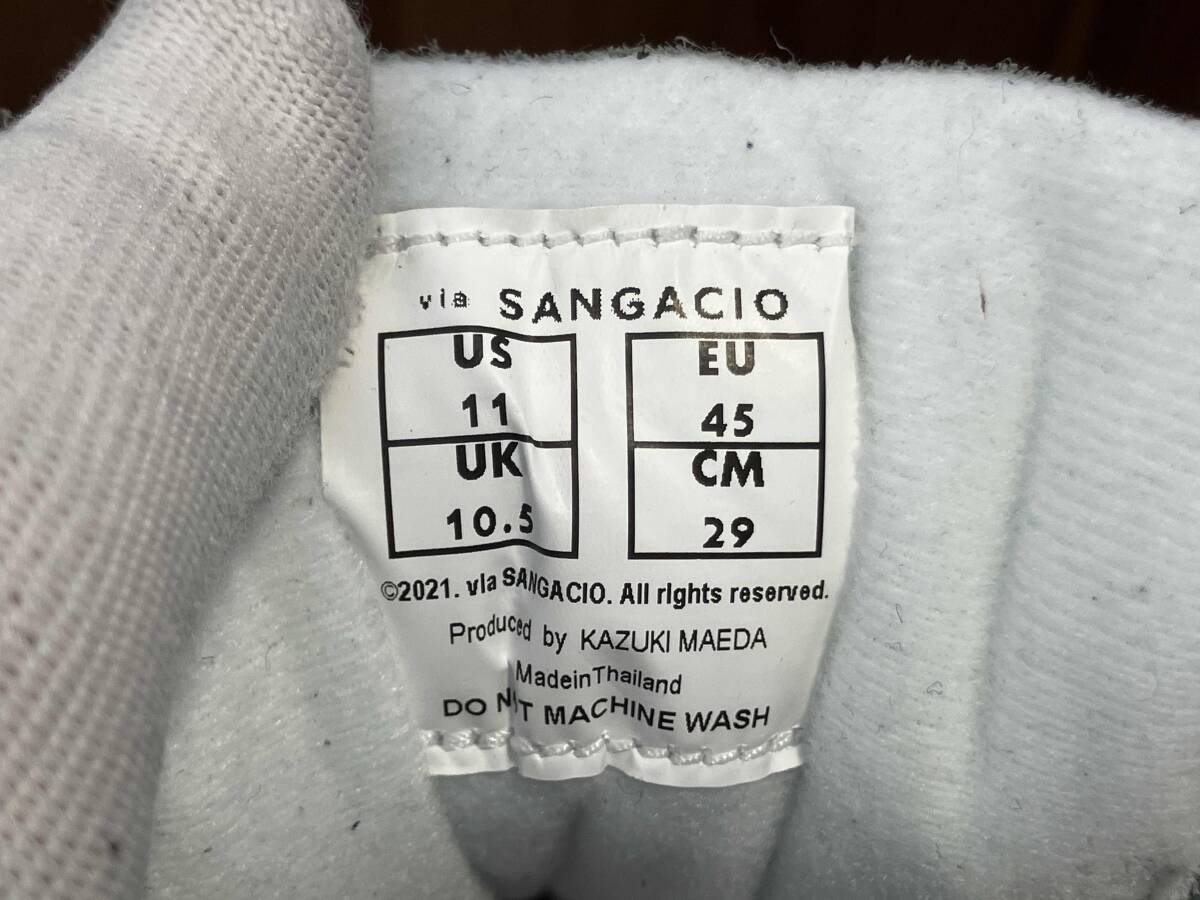 via SANGACIO
US
11
UK
10.5
EU
45
CM
29
©2021. via SANGACIO. All rights reserved.
Produced by KAZUKI MAEDA
MadeinThailand
DO NOT MACHINE WASH